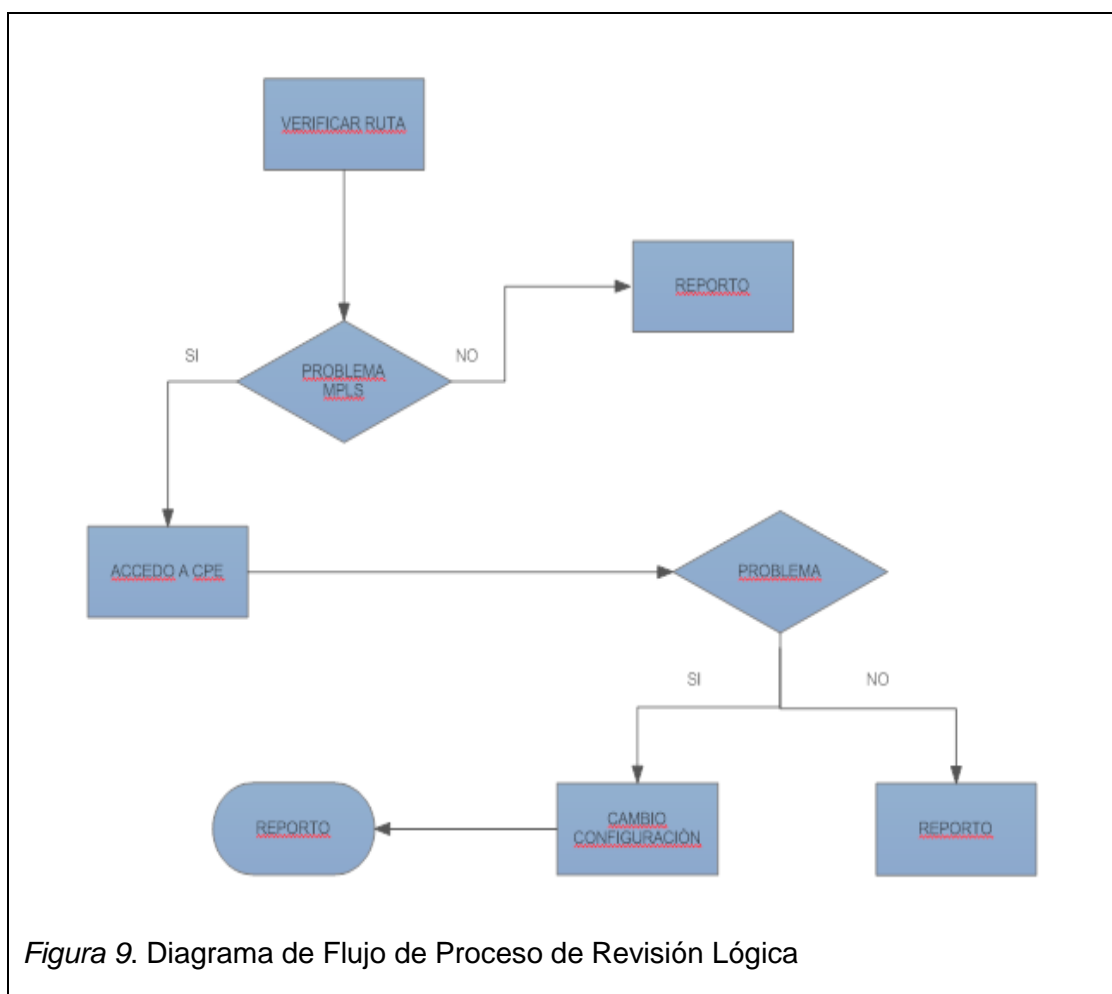 VERIFICAR RUTA
REPORTO
SI
NO
PROBLEMA
MPLS
ACCEDO A CPE
PROBLEMA
SI
NO
REPORTO
CAMBIO
CONFIGURACIÒN
REPORTO
Figura 9. Diagrama de Flujo de Proceso de Revisión Lógica